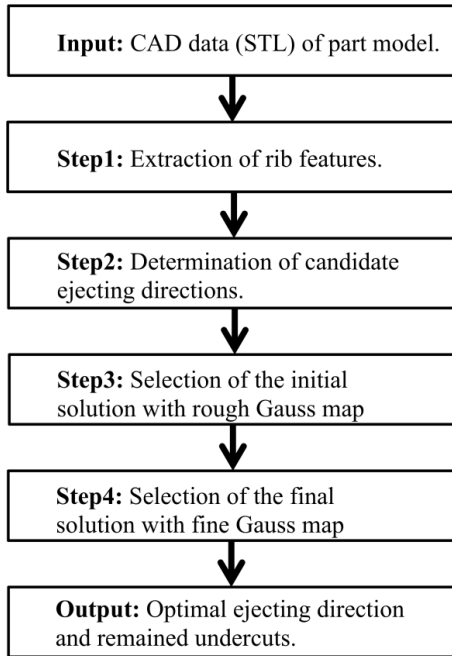 Input: CAD data (STL) of part model.
Step1: Extraction of rib features.
Step2: Determination of candidate
ejecting directions.
Step3: Selection of the initial
solution with rough Gauss map
Step4: Selection of the final
solution with fine Gauss map
Output: Optimal ejecting direction
and remained undercuts.